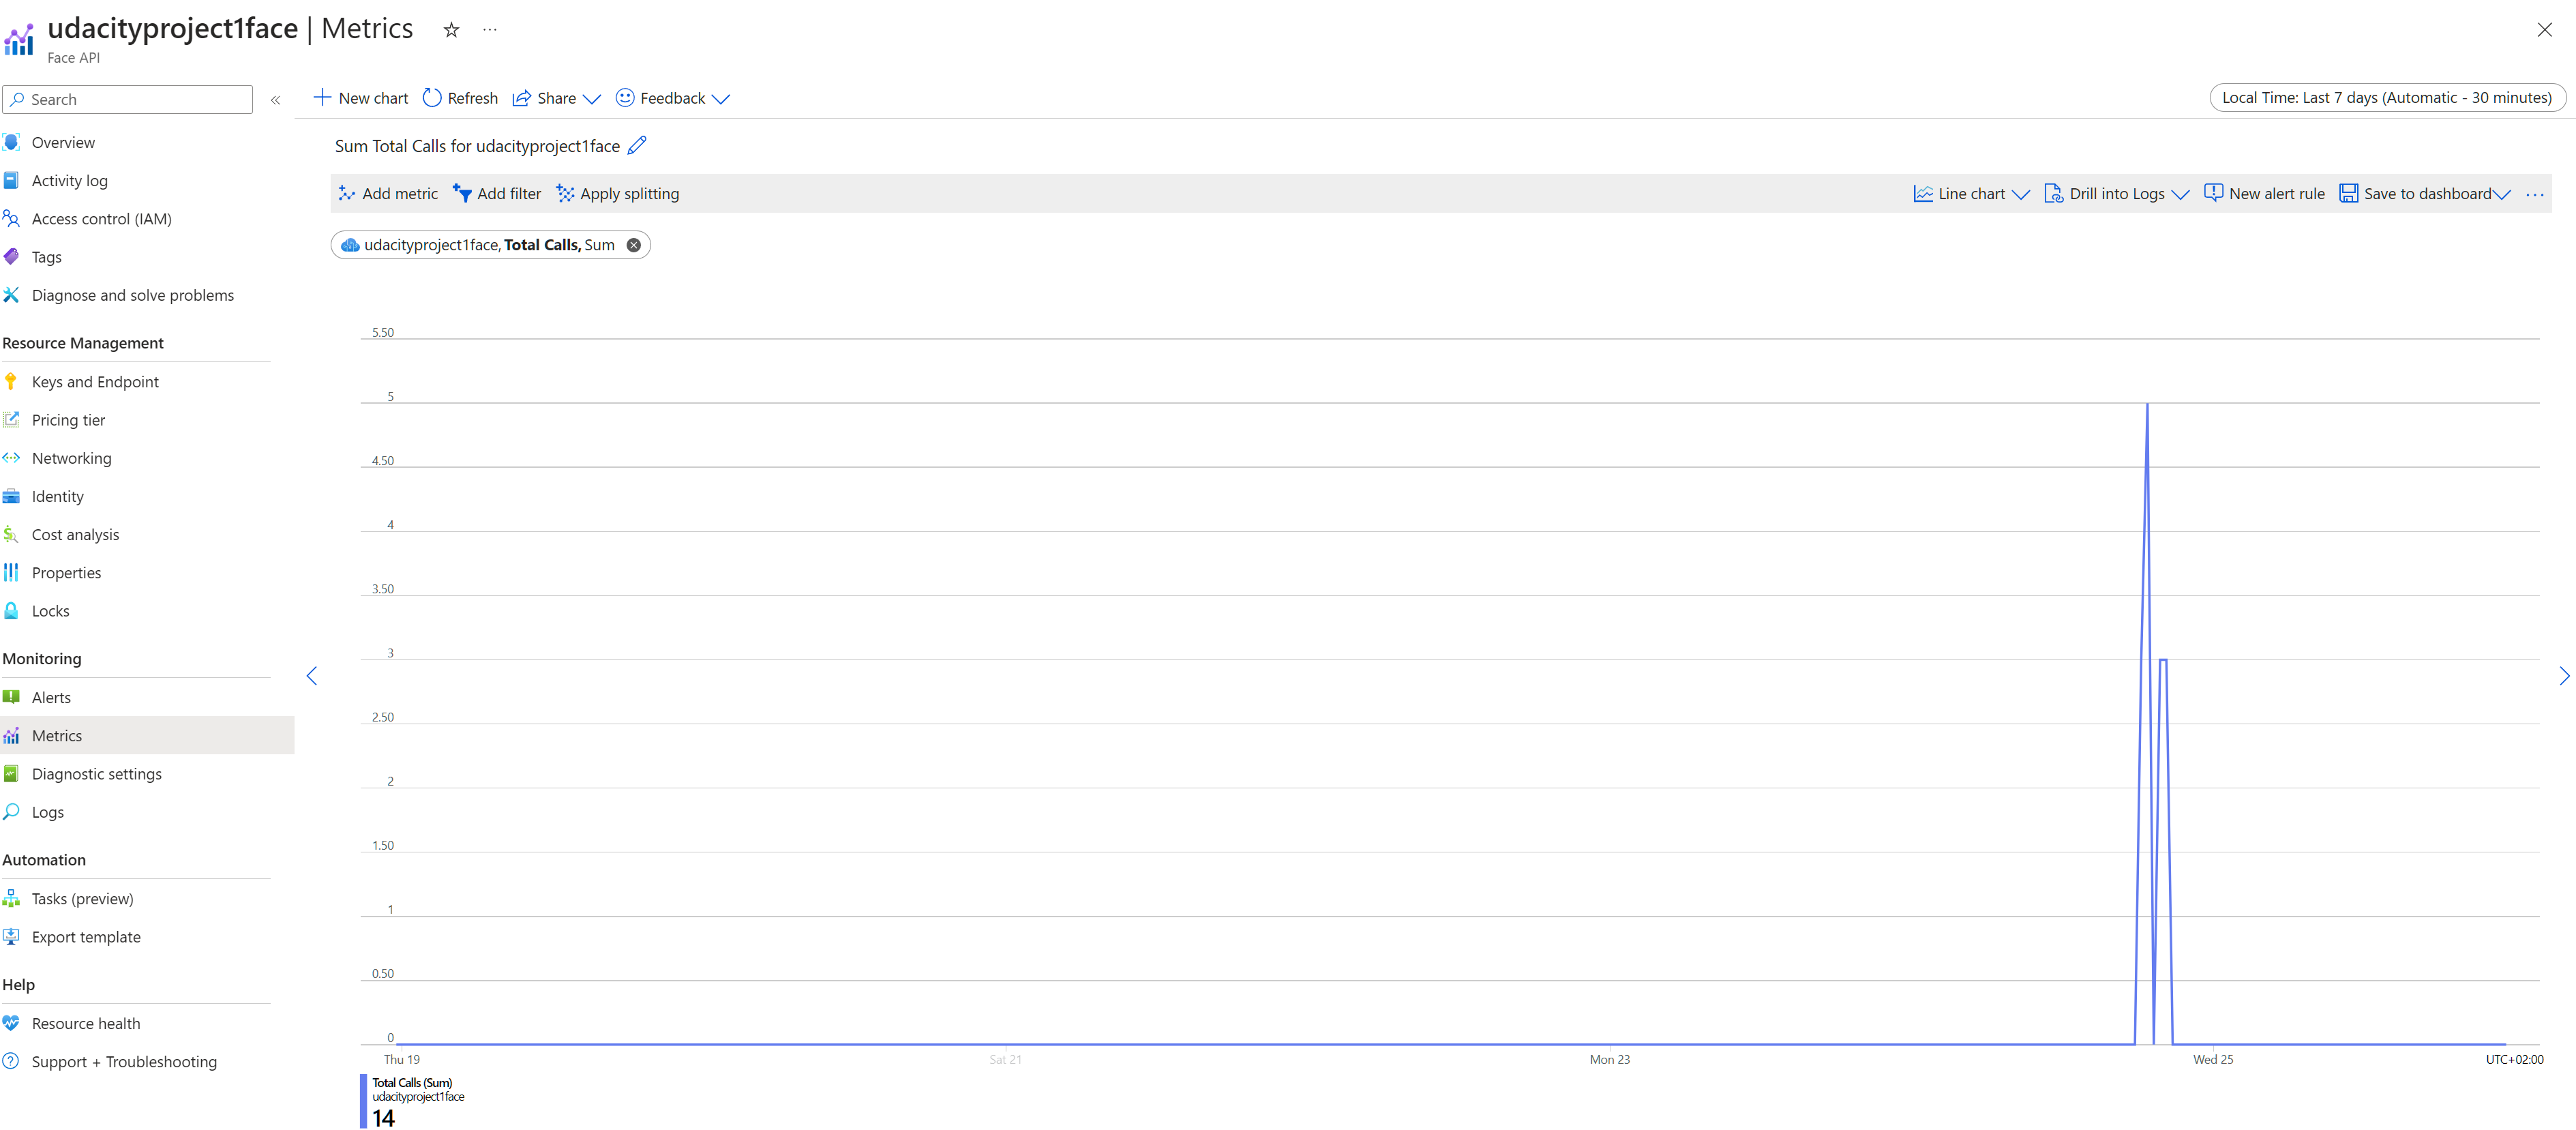 udacityproject1face | Metrics
Face API
Search
Overview
Activity log
Access control (IAM)
Tags
Diagnose and solve problems
Resource Management
Keys and Endpoint
Pricing tier
Networking
Identity
Cost analysis
Properties
Locks
Monitoring
Alerts
Metrics
Diagnostic settings
Logs
Automation
Tasks (preview)
Export template
Help
Resource health
Support + Troubleshooting
New chart Refresh Share Feedback
Local Time: Last 7 days (Automatic - 30 minutes)
Sum Total Calls for udacityproject1face
Add metric Add filter Apply splitting
Line chart Drill into Logs New alert rule Save to dashboard
udacityproject1face, Total Calls, Sum
5.50
5
4.50
4
3.50
3
2.50
2
1.50
1
0.50
0
Thu 19 Sat 21 Mon 23 Wed 25 UTC+02:00
Total Calls (Sum)
udacityproject1face
14